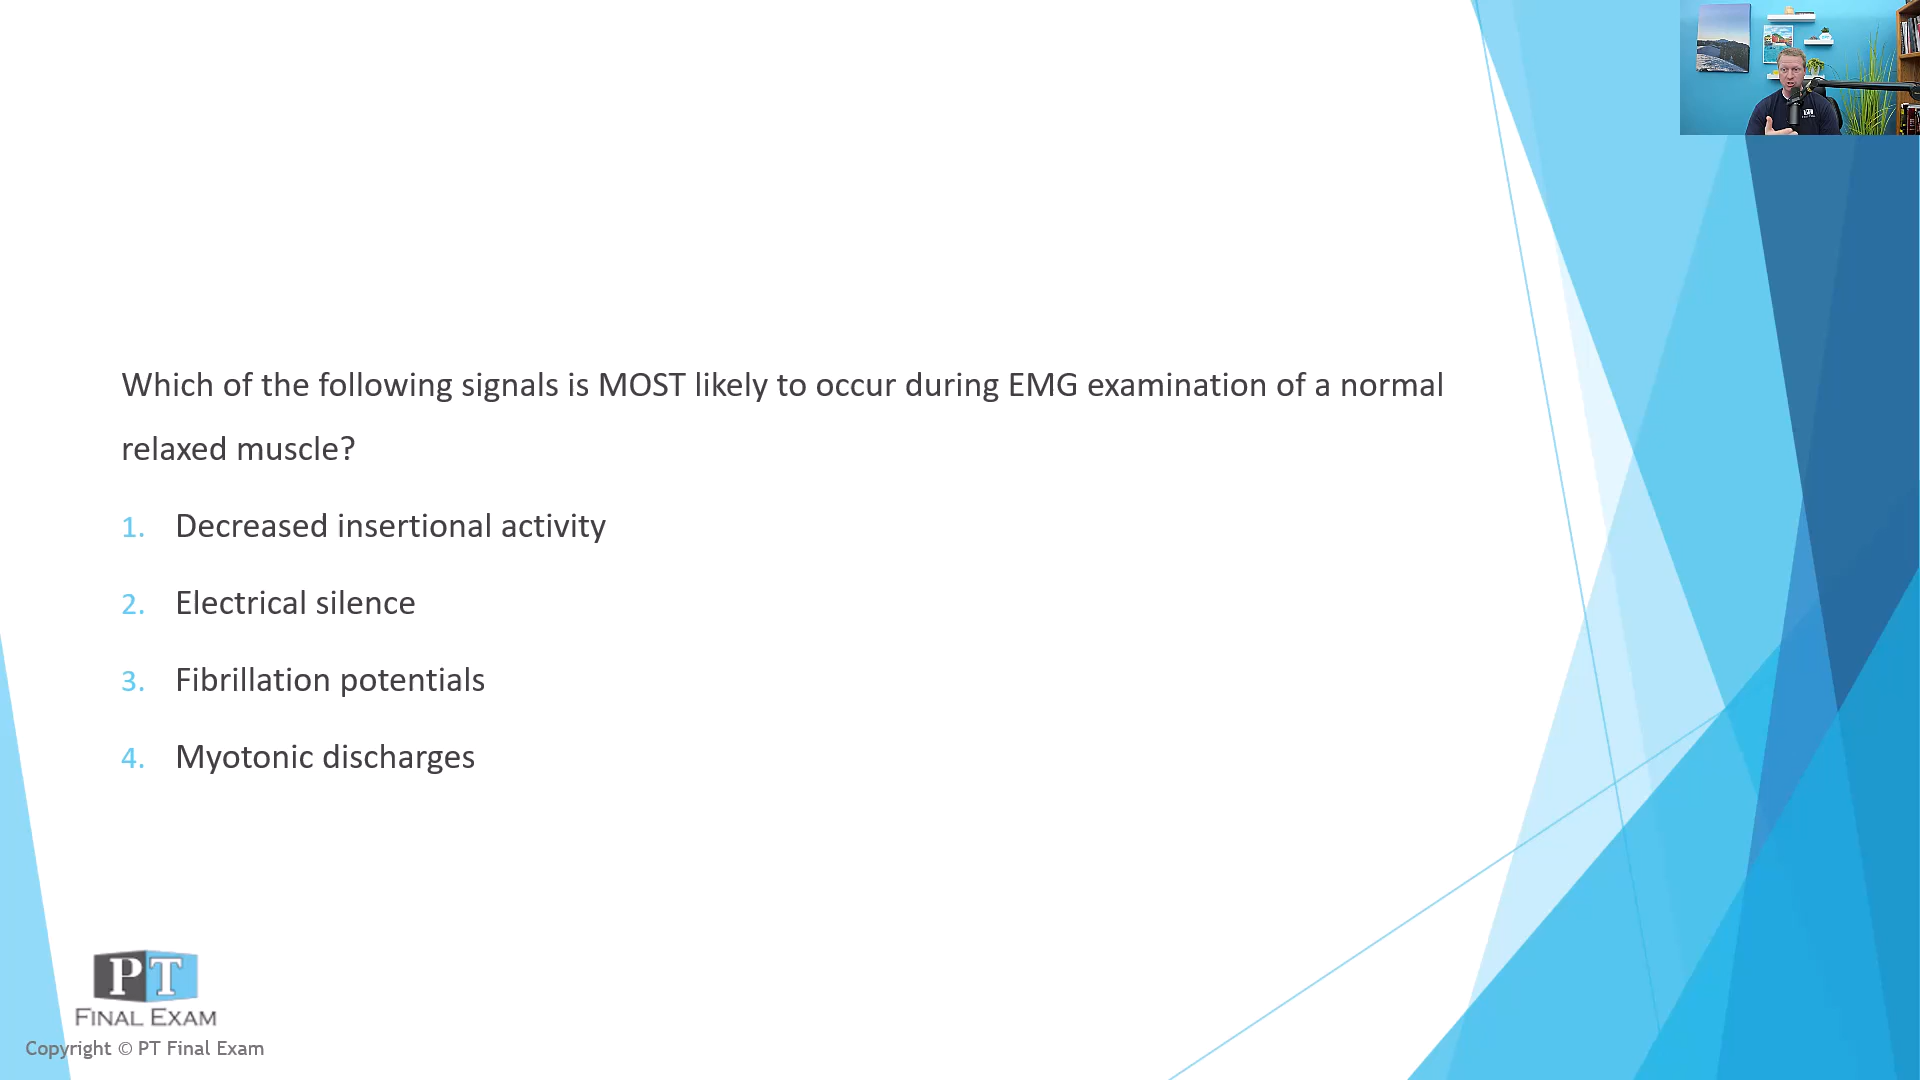 Which of the following signals is MOST likely to occur during EMG examination of a normal
relaxed muscle?
1. Decreased insertional activity
2. Electrical silence
3. Fibrillation potentials
4. Myotonic discharges
PT
FINAL EXAM
Copyright © PT Final Exam